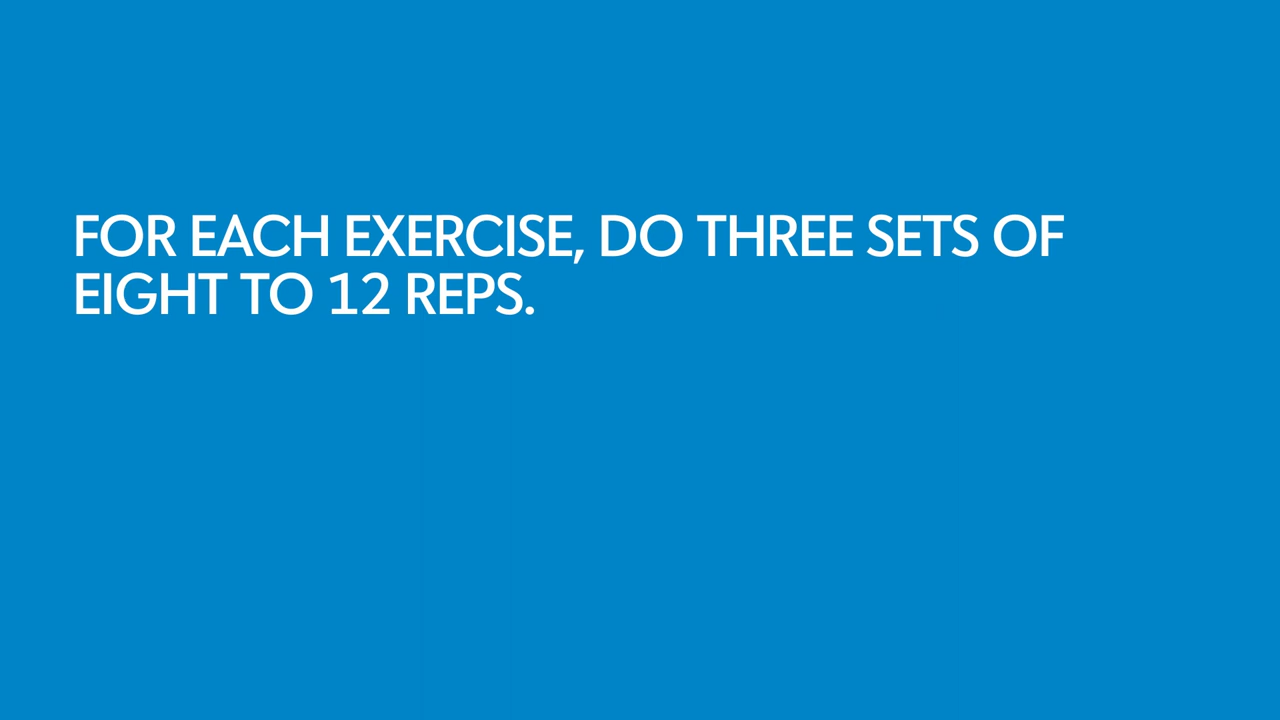 FOR EACH EXERCISE, DO THREE SETS OF
EIGHT TO 12 REPS.